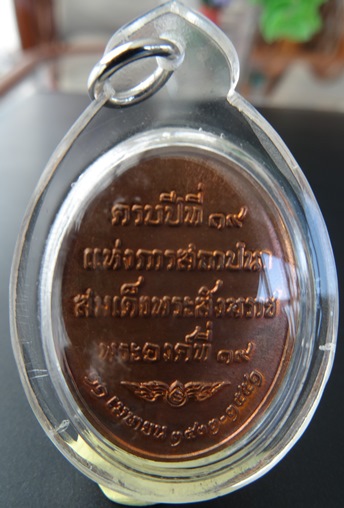 ครบปีที่ ๑๙
แห่งการสถาปนา
สมเด็จพระสังฆราช
พระองค์ที่ ๑๙
๒๑ เมษายน ๒๕๓๒-๒๕๕๑